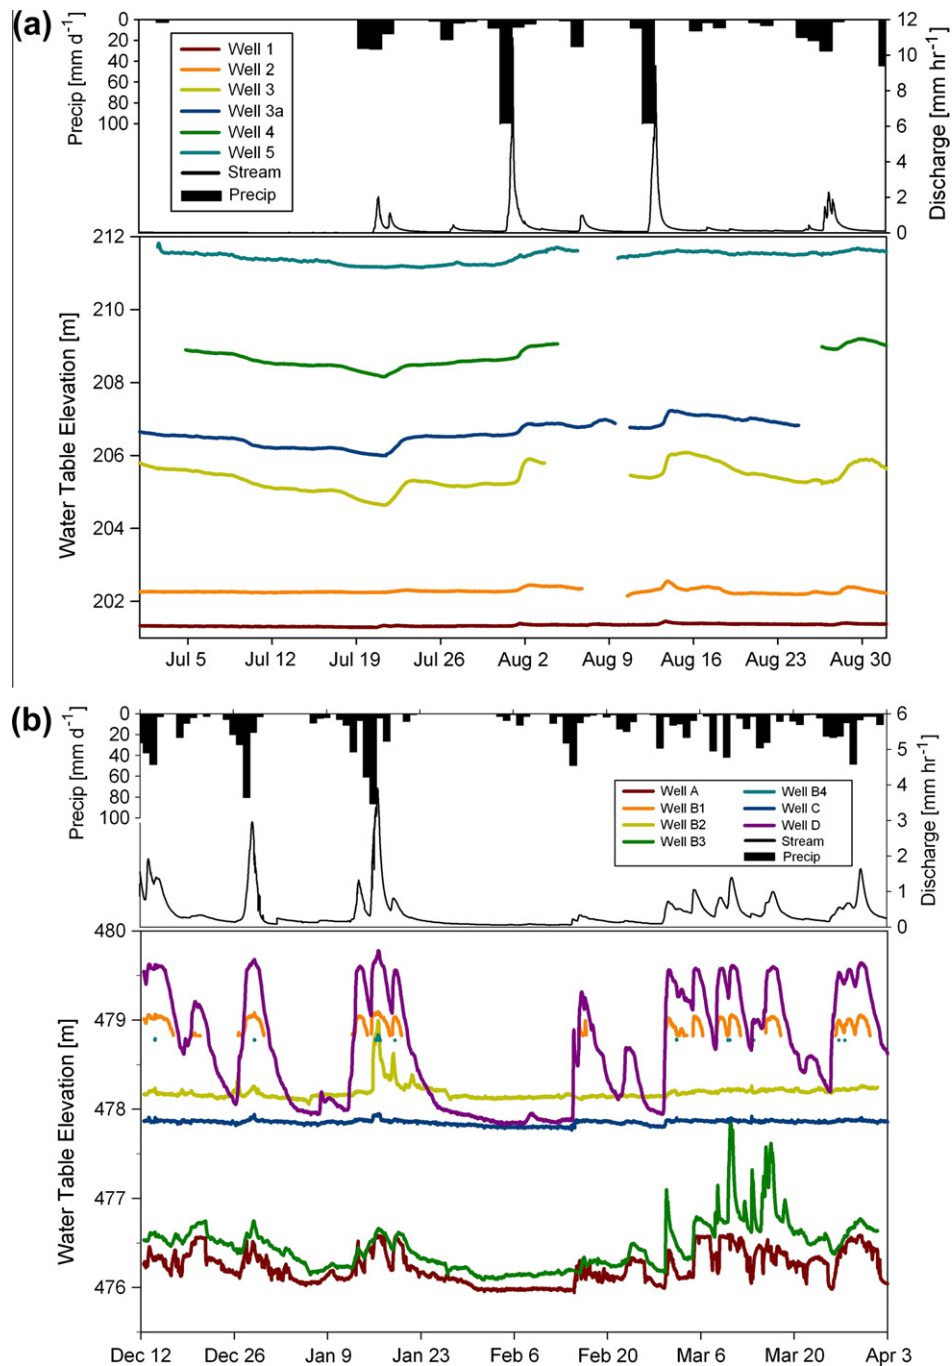 (a)
Precip [mm d-1]
0
20
40
60
80
100
Well 1
Well 2
Well 3
Well 3a
Well 4
Well 5
Stream
Precip
12
10
8
6
4
2
0
Discharge [mm hr-1]
Water Table Elevation [m]
212
210
208
206
204
202
Jul 5 Jul 12 Jul 19 Jul 26 Aug 2 Aug 9 Aug 16 Aug 23 Aug 30
(b)
Precip [mm d-1]
0
20
40
60
80
100
Well A Well B4
Well B1 Well C
Well B2 Well D
Well B3 Stream
Precip
6
5
4
3
2
1
0
Discharge [mm hr-1]
Water Table Elevation [m]
480
479
478
477
476
Dec 12 Dec 26 Jan 9 Jan 23 Feb 6 Feb 20 Mar 6 Mar 20 Apr 3